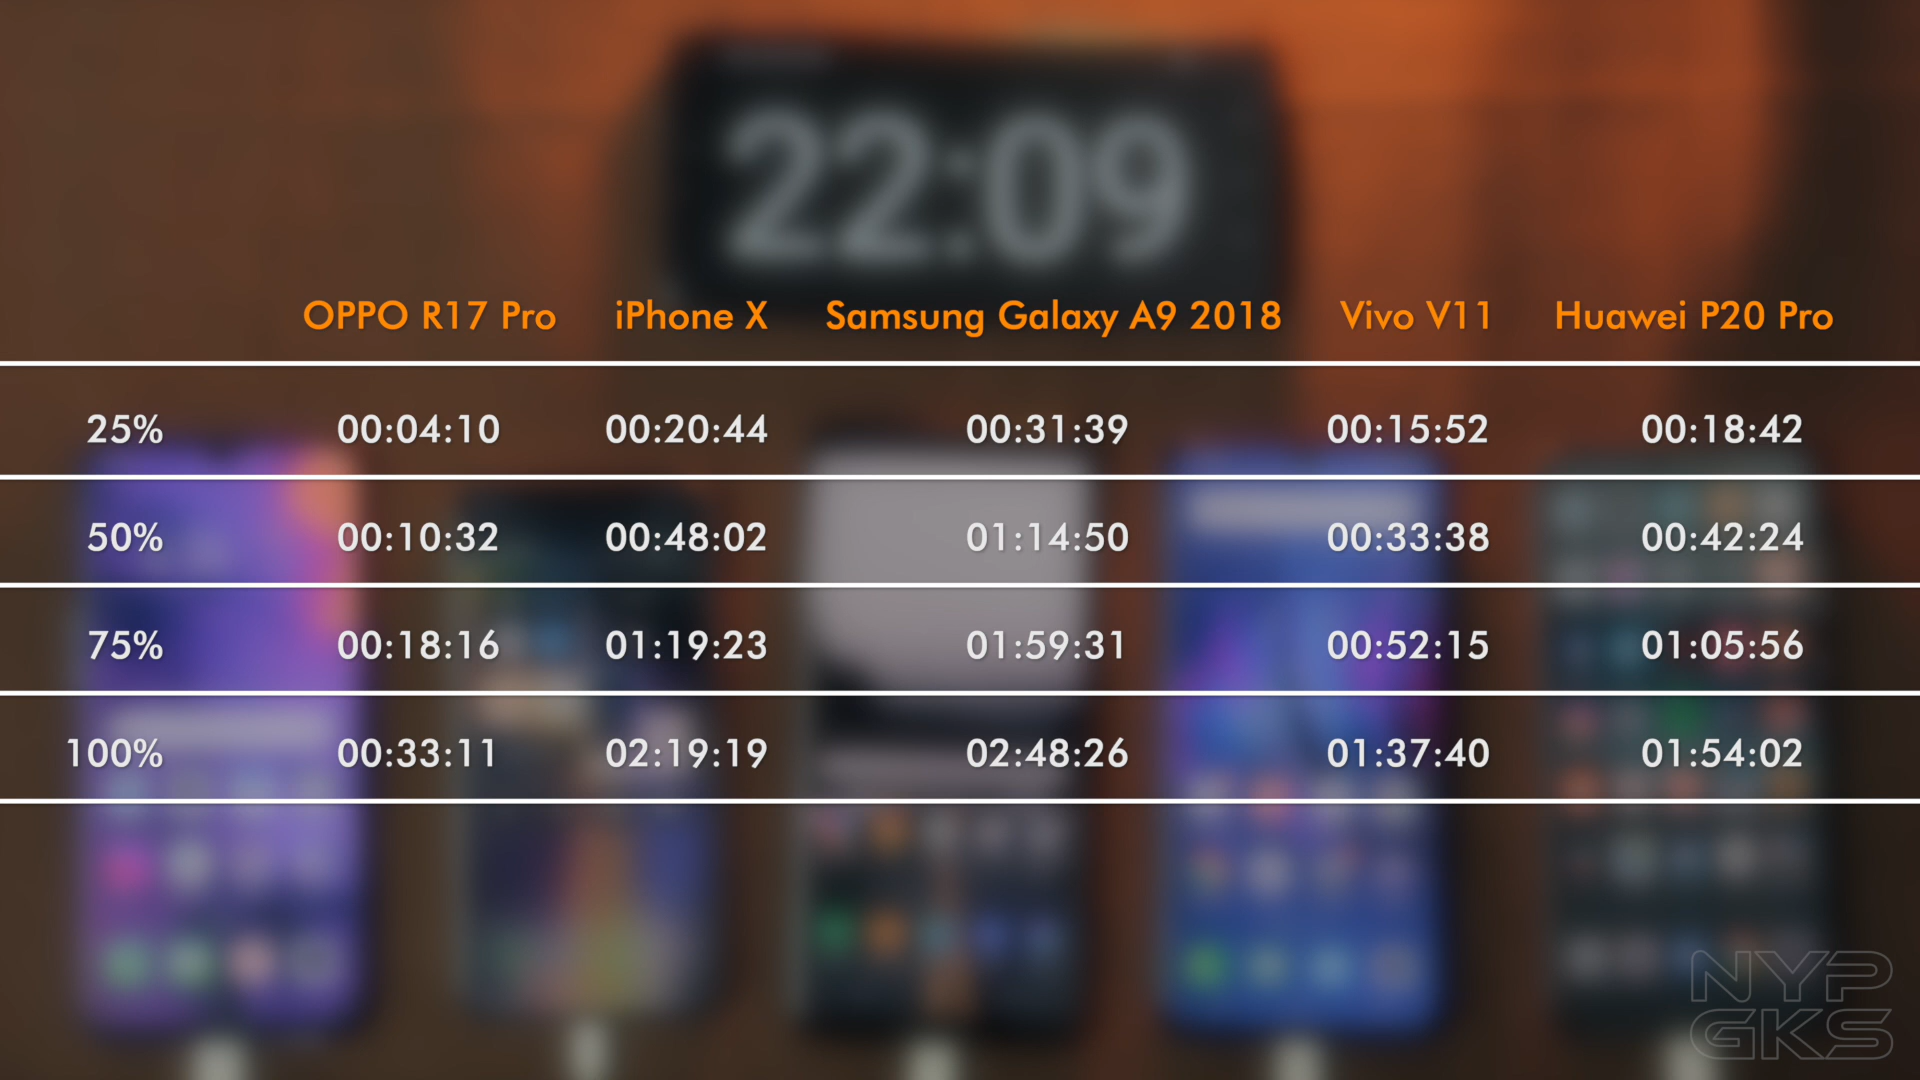 22:09
OPPO R17 Pro iPhone X Samsung Galaxy A9 2018 Vivo V11 Huawei P20 Pro
25% 00:04:10 00:20:44 00:31:39 00:15:52 00:18:42
50% 00:10:32 00:48:02 01:14:50 00:33:38 00:42:24
75% 00:18:16 01:19:23 01:59:31 00:52:15 01:05:56
100% 00:33:11 02:19:19 02:48:26 01:37:40 01:54:02
NYP
GKS